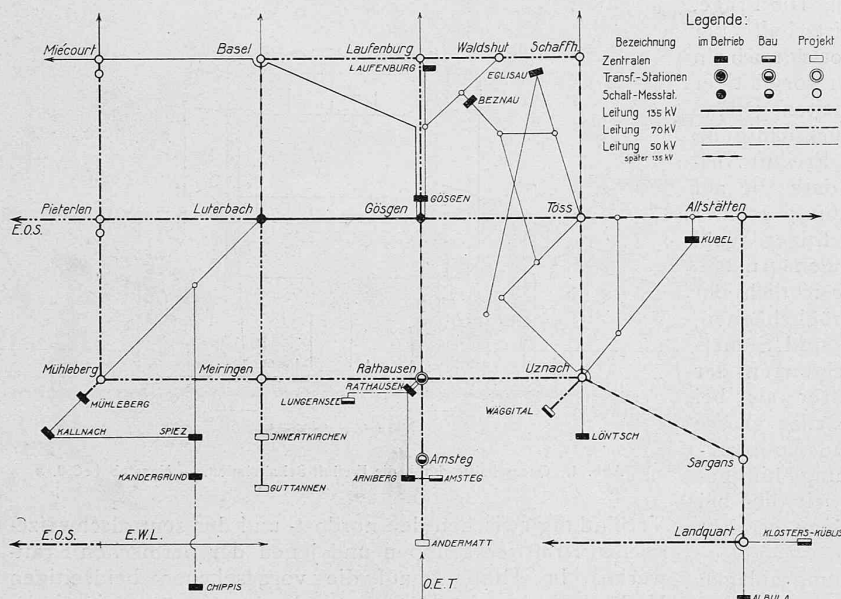 Legende:
Bezeichnung im Betrieb Bau Projekt
Zentralen
Transf.-Stationen
Schalt-Messtat.
Leitung 135 kV
Leitung 70 kV
Leitung 50 kV
später 135 kV
Miécourt Basel Laufenburg Waldshut Schaffh.
LAUFENBURG EGLISAU
BEZNAU
GÖSGEN
Pieterlen Luterbach Gösgen Töss Altstätten
E.O.S.
KUBEL
Mühleberg Meiringen Rathausen Uznach
RATHAUSEN
MÜHLEBERG LUNGERNSEE WAGGITAL
KALLNACH SPIEZ INNERTKIRCHEN LÖNTSCH
Amsteg Sargans
KANDERGRUND GUTTANNEN ARNIBERG AMSTEG
E.O.S. E.W.L. ANDERMATT Landquart KLOSTERS-KÜBLIS
CHIPPIS O.E.T ALBULA